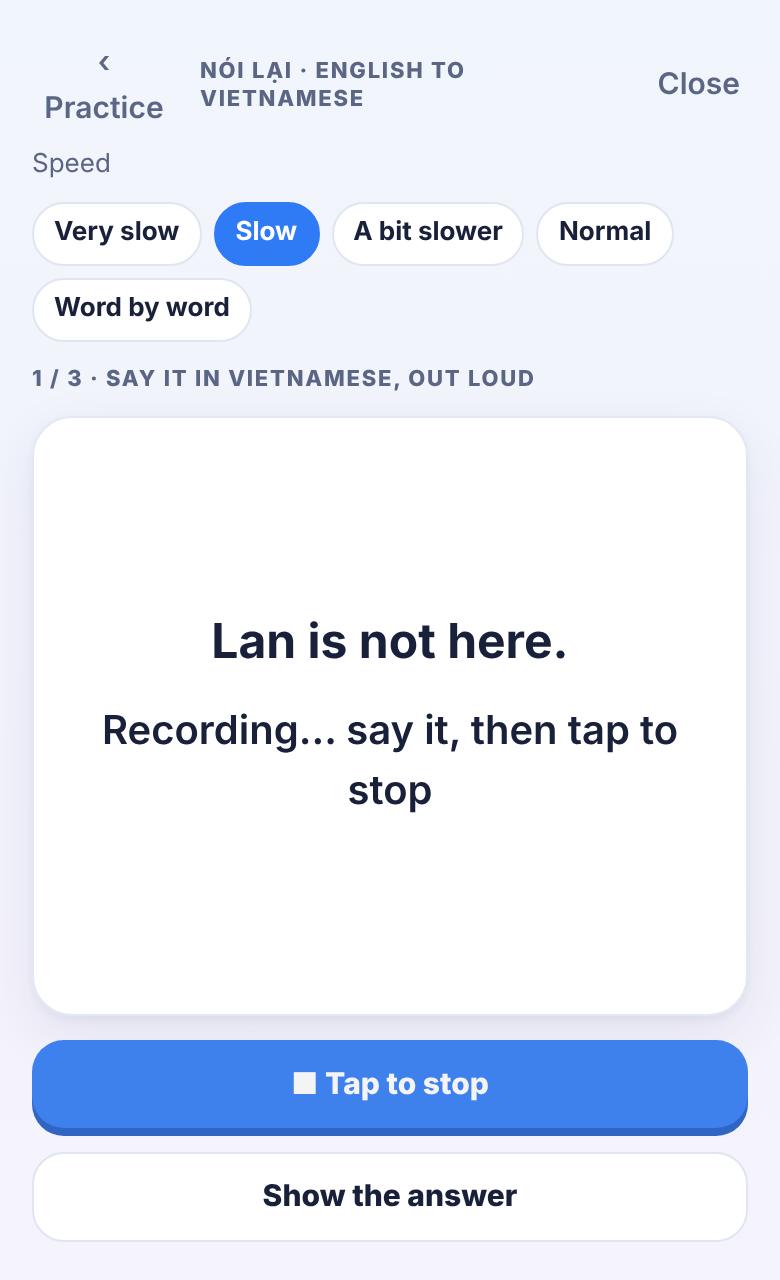 ‹
Practice
NÓI LẠI · ENGLISH TO
VIETNAMESE
Close
Speed
Very slow
Slow
A bit slower
Normal
Word by word
1 / 3 · SAY IT IN VIETNAMESE, OUT LOUD
Lan is not here.
Recording… say it, then tap to
stop
■ Tap to stop
Show the answer